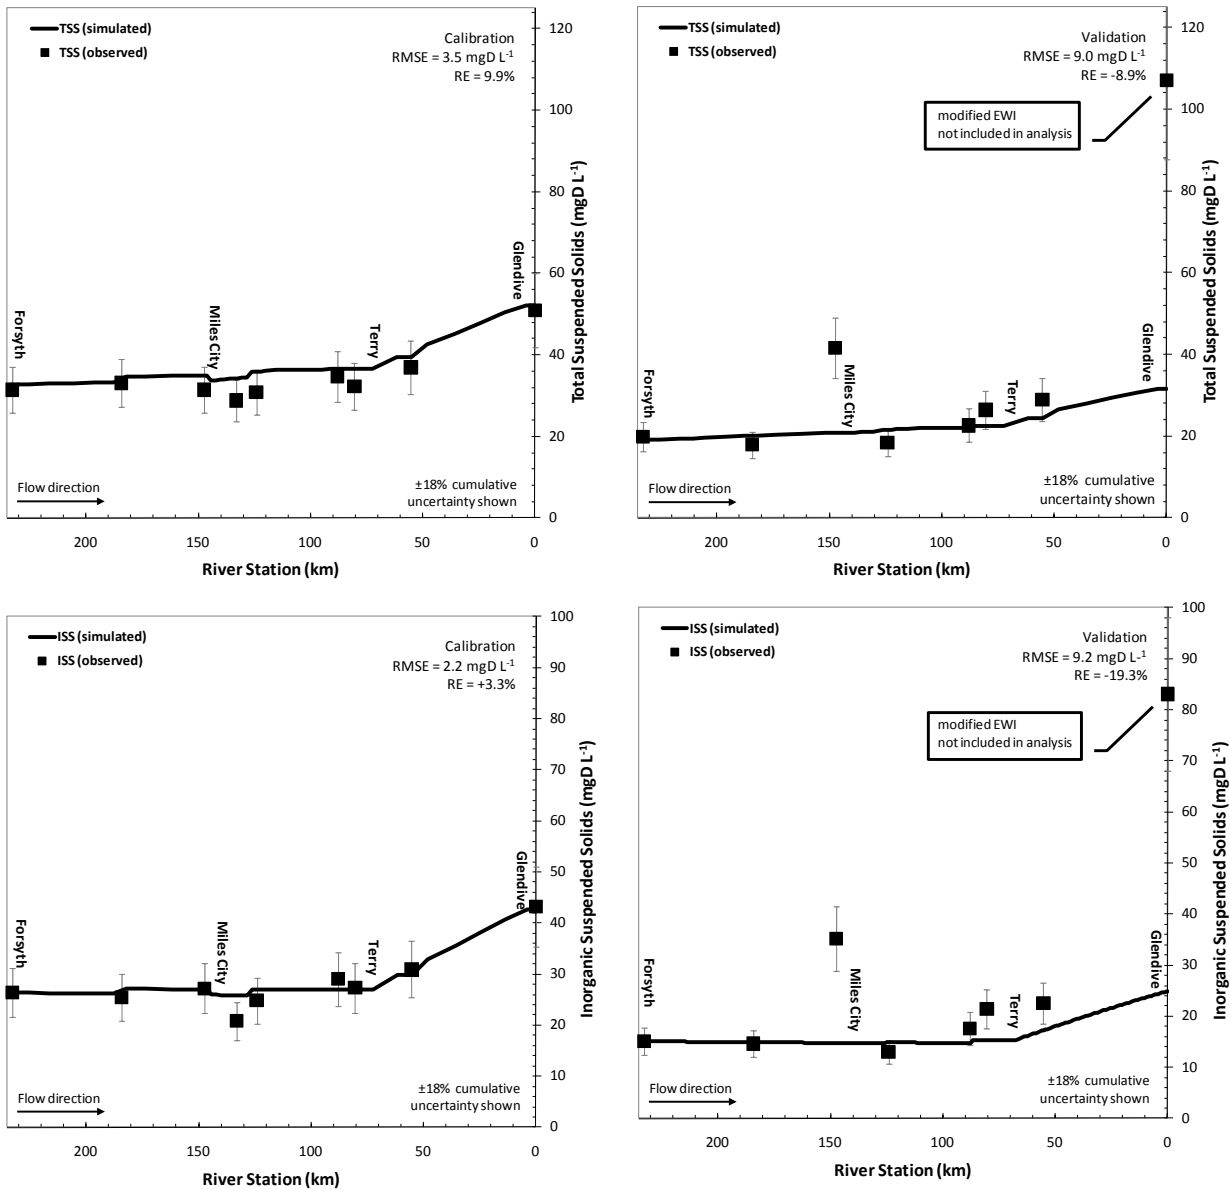 TSS (simulated)
TSS (observed)
Calibration
RMSE = 3.5 mgD L-1
RE = 9.9%
120
100
80
60
40
20
0
Total Suspended Solids (mgD L-1)
Forsyth
Miles City
Terry
Glendive
Flow direction
±18% cumulative
uncertainty shown
200
150
100
50
0
River Station (km)
TSS (simulated)
TSS (observed)
Validation
RMSE = 9.0 mgD L-1
RE = -8.9%
modified EWI
not included in analysis
120
100
80
60
40
20
0
Total Suspended Solids (mgD L-1)
Forsyth
Miles City
Terry
Glendive
Flow direction
±18% cumulative
uncertainty shown
200
150
100
50
0
River Station (km)
ISS (simulated)
ISS (observed)
Calibration
RMSE = 2.2 mgD L-1
RE = +3.3%
100
90
80
70
60
50
40
30
20
10
0
Inorganic Suspended Solids (mgD L-1)
Forsyth
Miles City
Terry
Glendive
Flow direction
±18% cumulative
uncertainty shown
200
150
100
50
0
River Station (km)
ISS (simulated)
ISS (observed)
Validation
RMSE = 9.2 mgD L-1
RE = -19.3%
modified EWI
not included in analysis
100
90
80
70
60
50
40
30
20
10
0
Inorganic Suspended Solids (mgD L-1)
Forsyth
Miles City
Terry
Glendive
Flow direction
±18% cumulative
uncertainty shown
200
150
100
50
0
River Station (km)